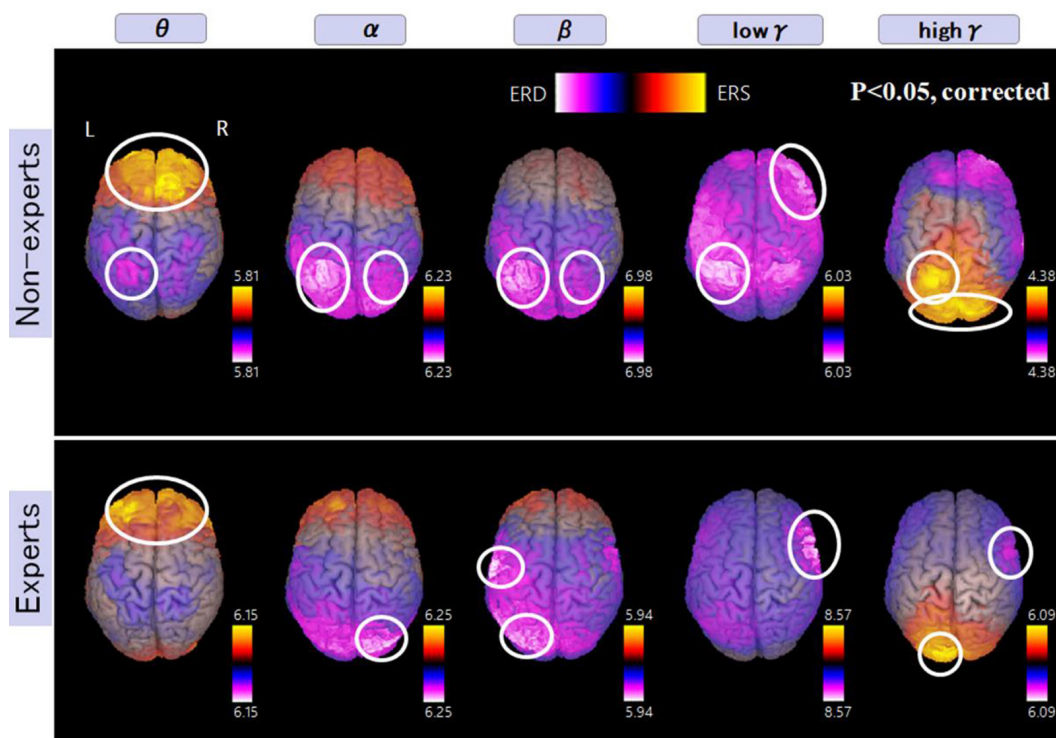 θ
α
β
low γ
high γ
Non-experts
ERD
ERS
P<0.05, corrected
L
R
5.81
5.81
6.23
6.23
6.98
6.98
6.03
6.03
4.38
4.38
Experts
6.15
6.15
6.25
6.25
5.94
5.94
8.57
8.57
6.09
6.09